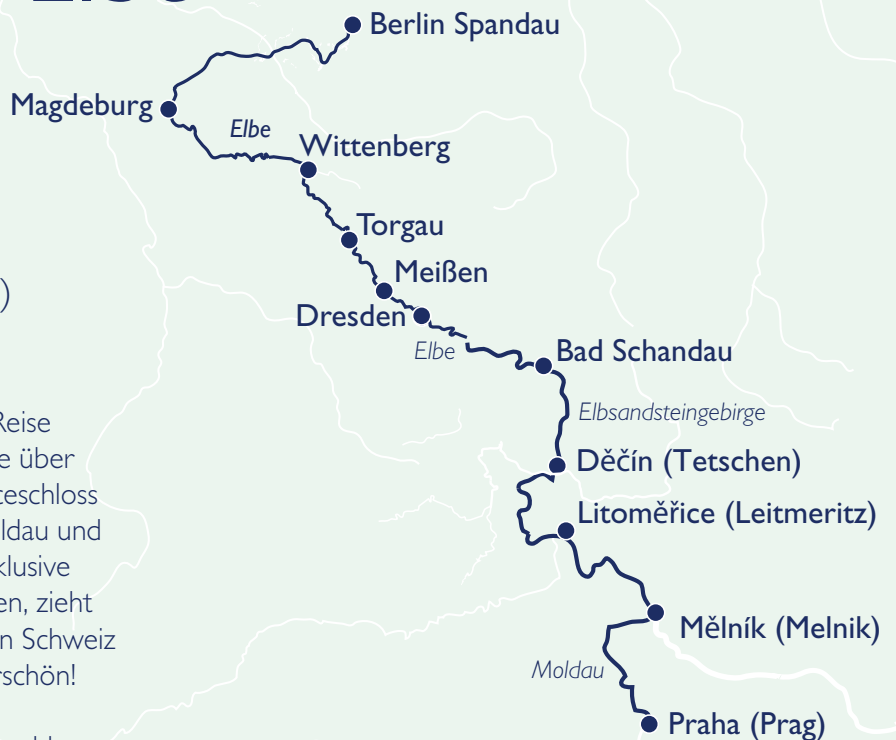 Berlin Spandau
Magdeburg
Elbe
Wittenberg
Torgau
Meißen
)
Dresden
Elbe
Bad Schandau
Elbsandsteingebirge
Reise
e über
Děčín (Tetschen)
Litoměřice (Leitmeritz)
ldau und
klusive
en, zieht
n Schweiz
rschön!
Mělník (Melnik)
Moldau
Praha (Prag)